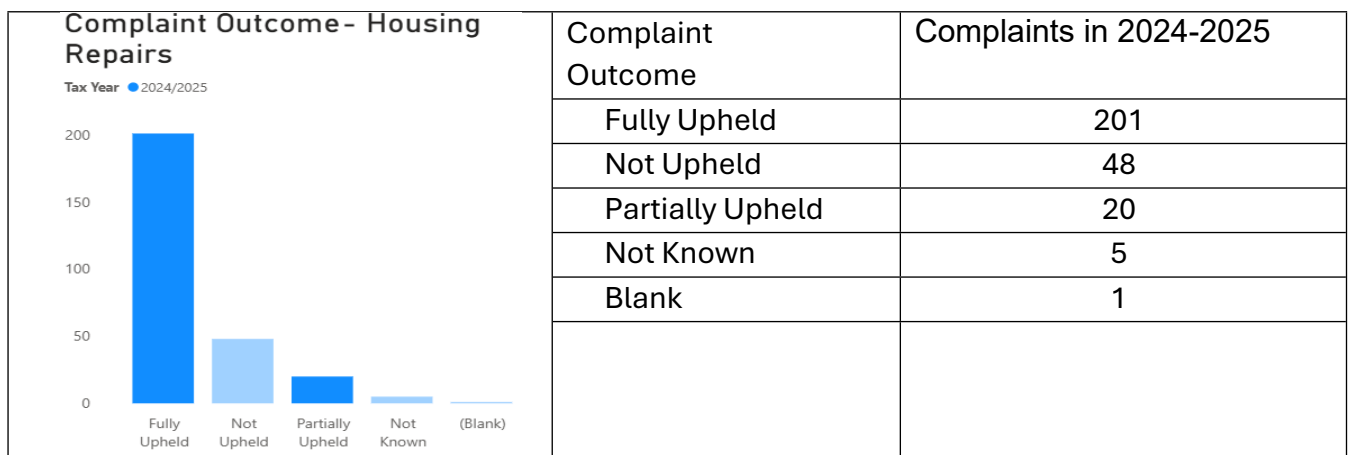 Complaint Outcome- Housing
Repairs
Tax Year 2024/2025
200
150
100
50
0
Fully Upheld
Not Upheld
Partially Upheld
Not Known
(Blank)
Complaint Outcome
Complaints in 2024-2025
Fully Upheld 201
Not Upheld 48
Partially Upheld 20
Not Known 5
Blank 1